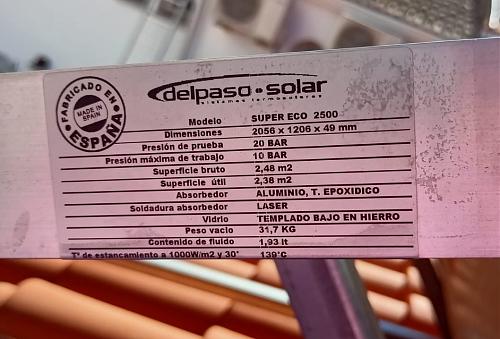 FABRICADO EN
MADE IN
SPAIN
ESPAÑA
delpaso·solar
sistemas termosolares
Modelo SUPER ECO 2500
Dimensiones 2056 x 1206 x 49 mm
Presión de prueba 20 BAR
Presión máxima de trabajo 10 BAR
Superficie bruto 2,48 m2
Superficie útil 2,38 m2
Absorbedor ALUMINIO, T. EPOXIDICO
Soldadura absorbedor LASER
Vidrio TEMPLADO BAJO EN HIERRO
Peso vacio 31,7 KG
Contenido de fluido 1,93 lt
Tª de estancamiento a 1000W/m2 y 30° 139°C